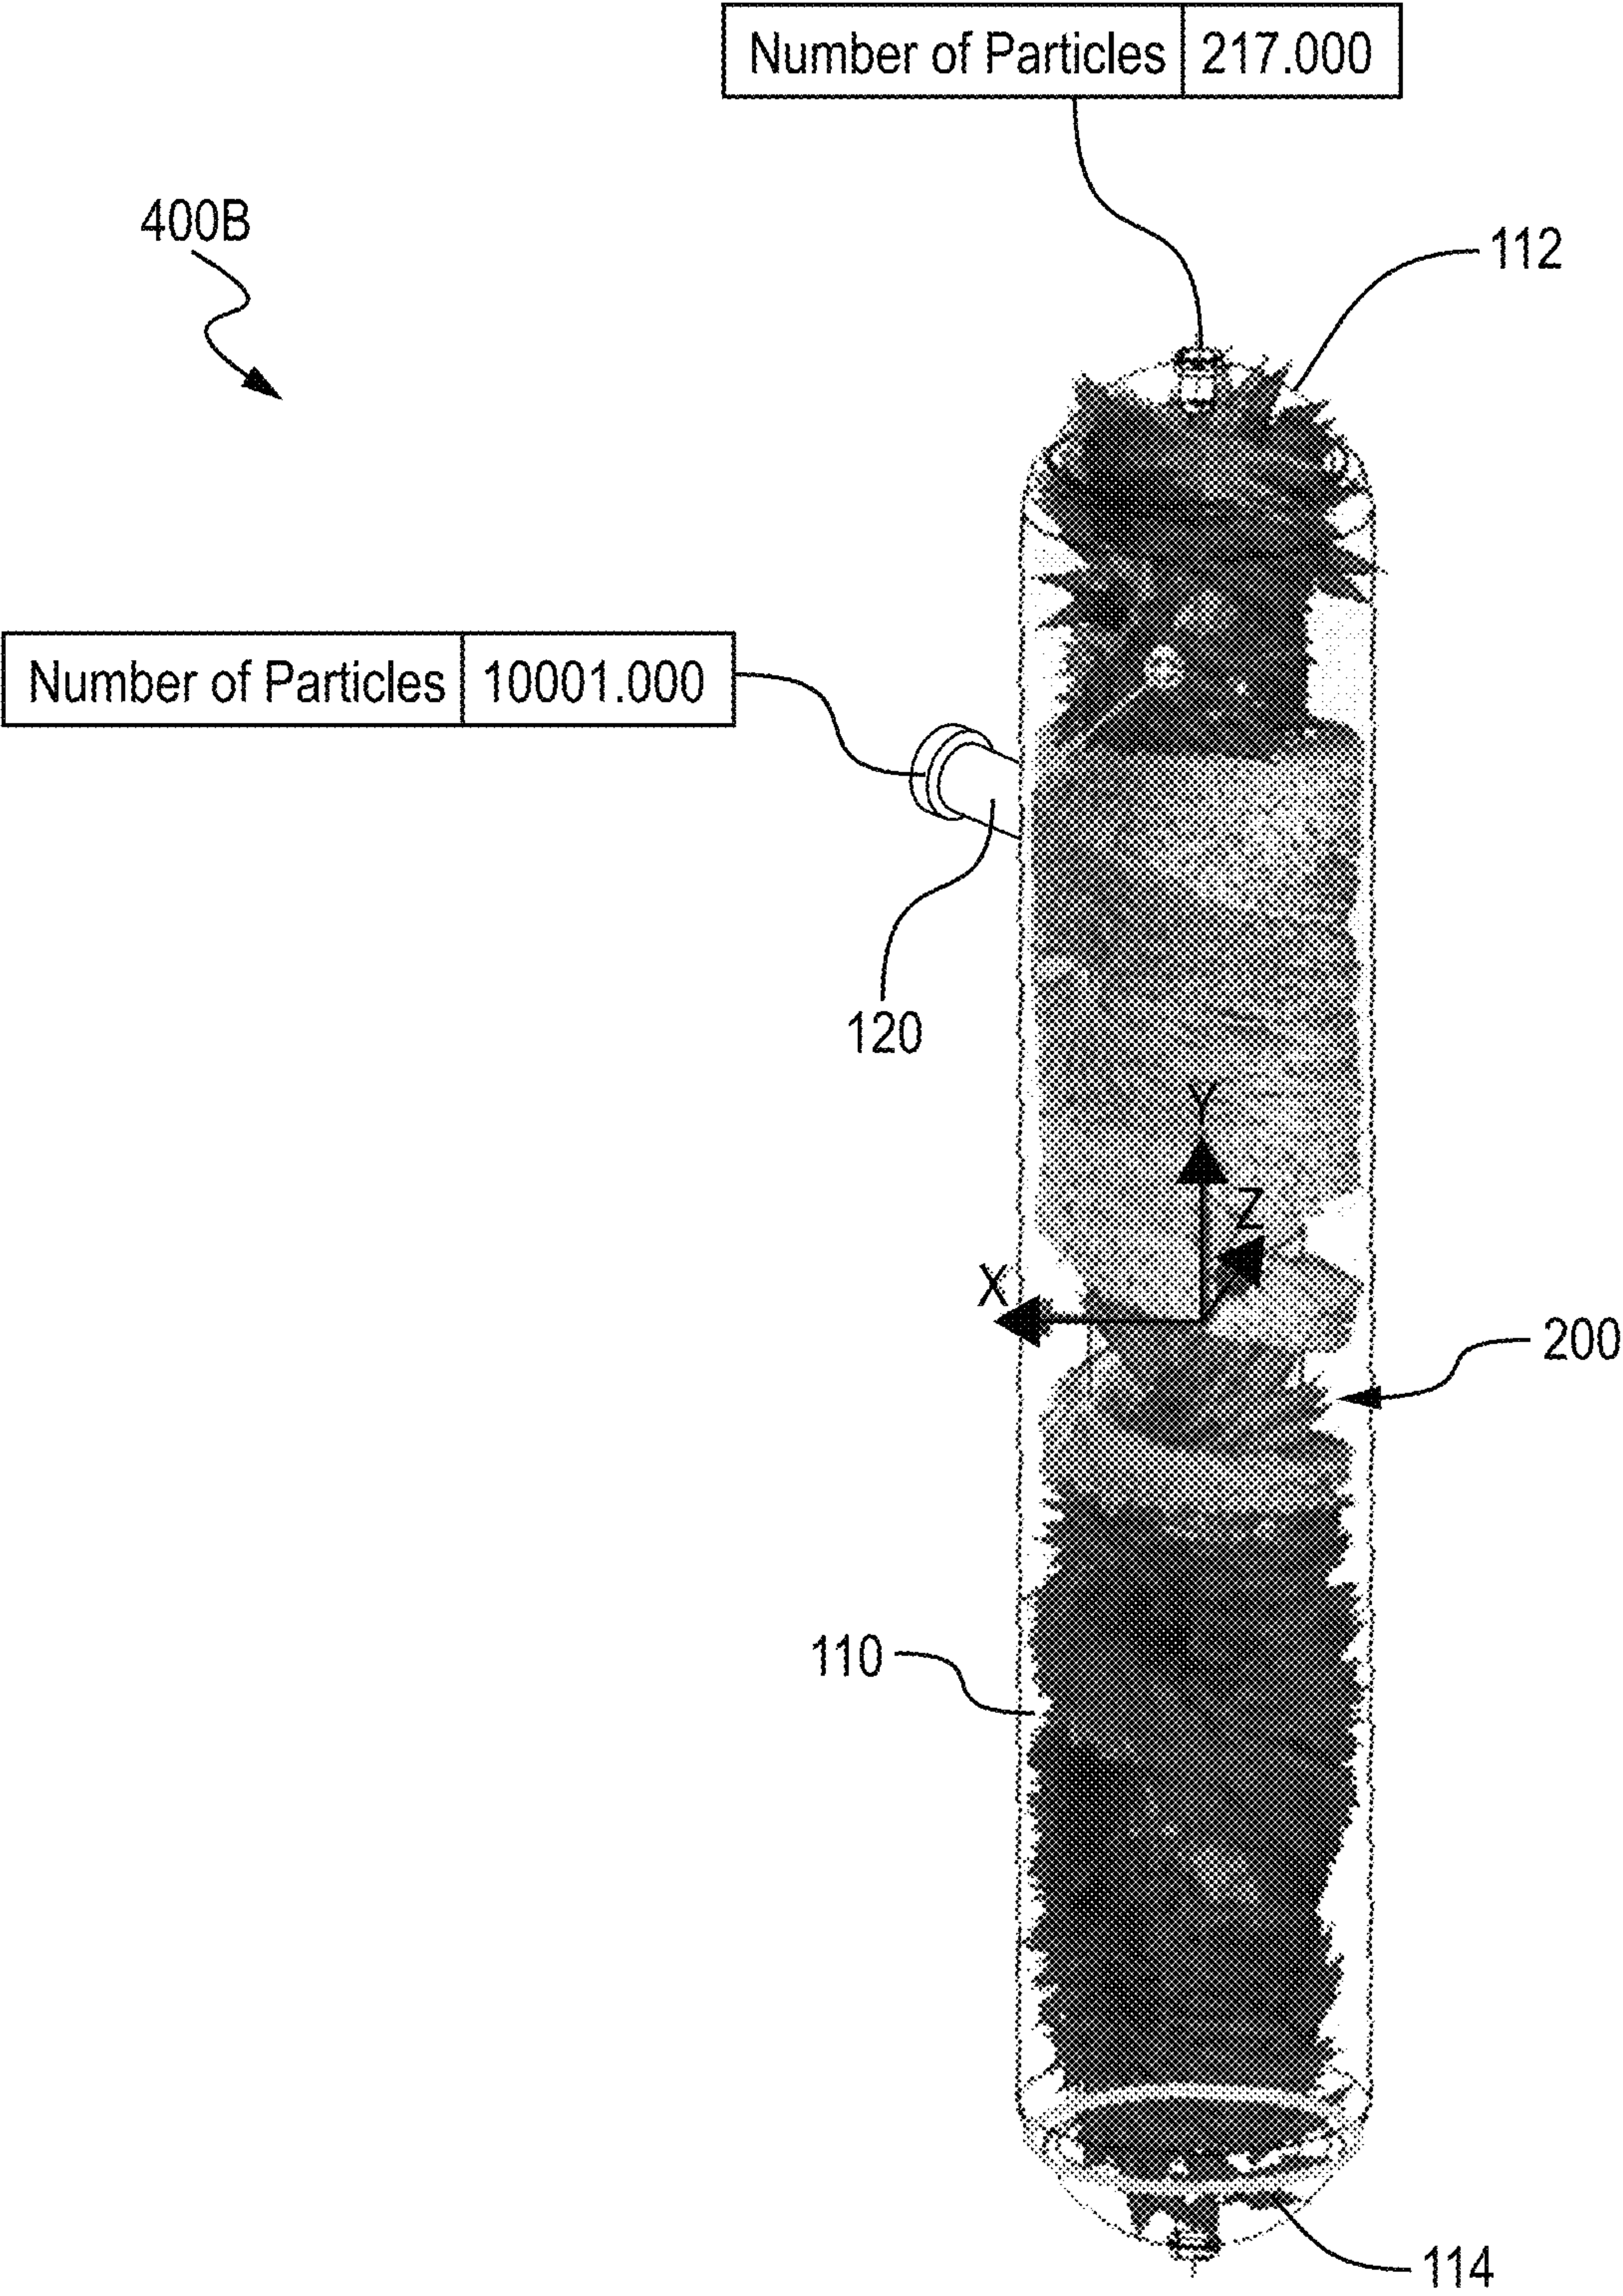 Number of Particles 217.000
400B
112
Number of Particles 10001.000
120
Y
Z
X
200
110
114